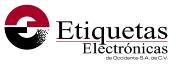 Etiquetas
Electrónicas
de Occidente S.A. de C.V.